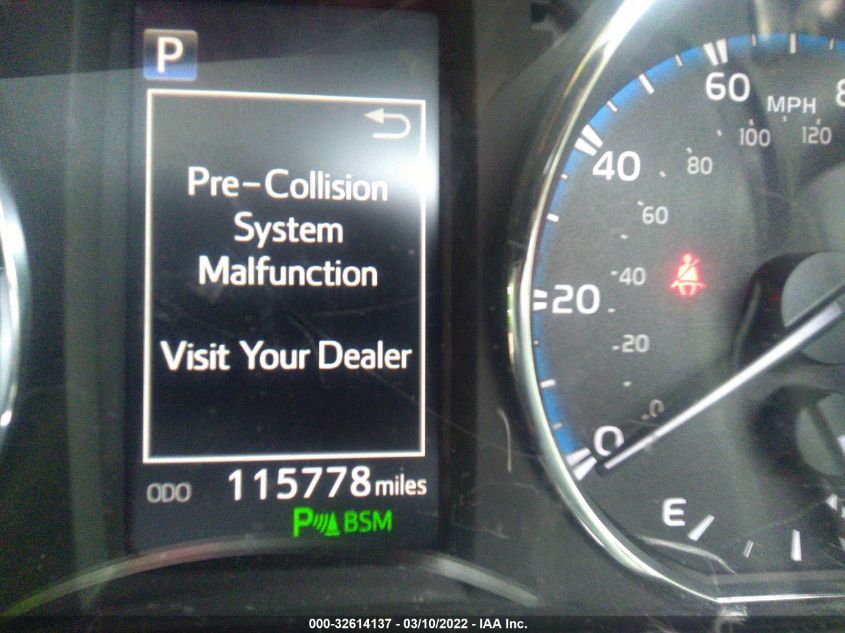 P
Pre-Collision
System
Malfunction
Visit Your Dealer
ODO 115778 miles
P BSM
60
MPH
100
120
40
80
60
20
40
20
0
0
E
000-32614137 - 03/10/2022 - IAA Inc.